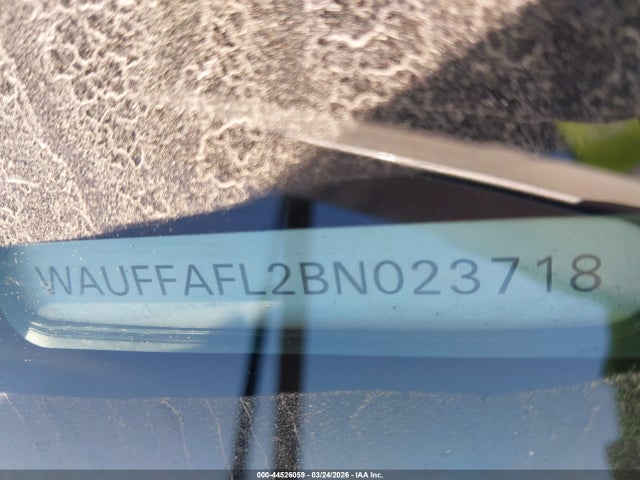 WAUFFAFL2BN023718
000-44526059 - 03/24/2026 - IAA Inc.